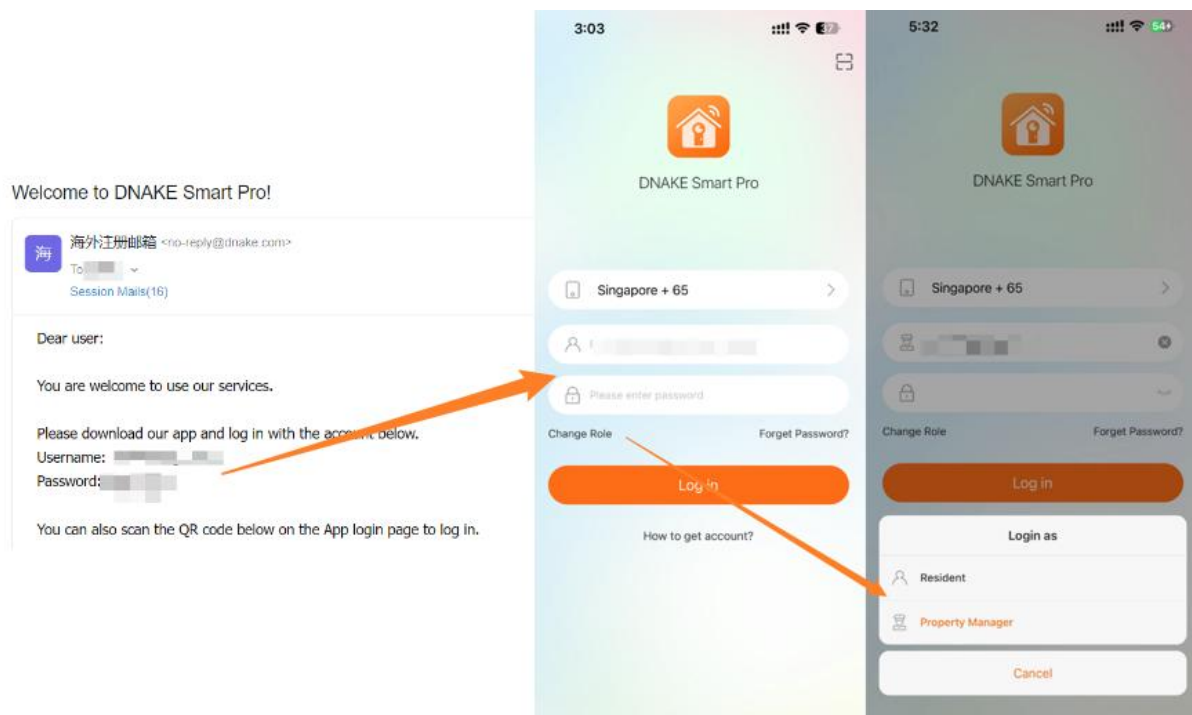 Welcome to DNAKE Smart Pro!
海
海外注册邮箱 <no-reply@dnake.com>
To
Session Mails(16)
Dear user:
You are welcome to use our services.
Please download our app and log in with the account below.
Username:
Password:
You can also scan the QR code below on the App login page to log in.
3:03
37
DNAKE Smart Pro
Singapore + 65
Please enter password
Change Role
Forget Password?
Log in
How to get account?
5:32
54
DNAKE Smart Pro
Singapore + 65
Change Role
Forget Password?
Log in
Login as
Resident
Property Manager
Cancel